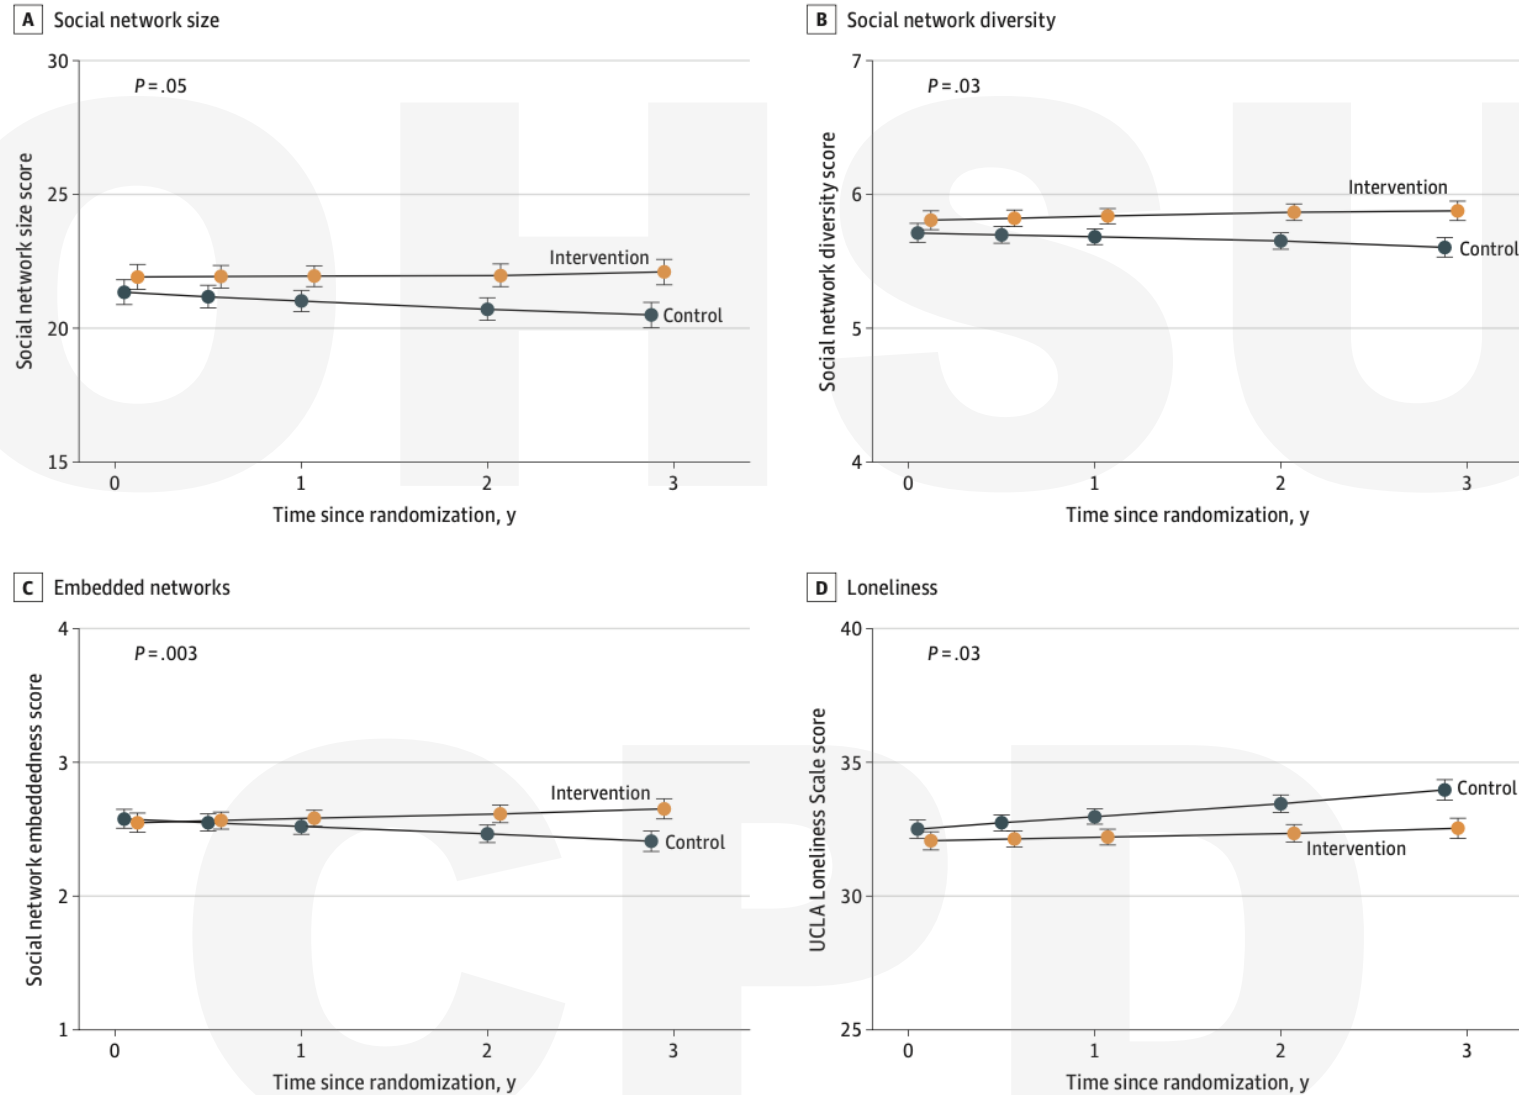 A Social network size
30
25
20
15
Social network size score
P = .05
Intervention
Control
0 1 2 3
Time since randomization, y
B Social network diversity
7
6
5
4
Social network diversity score
P = .03
Intervention
Control
0 1 2 3
Time since randomization, y
C Embedded networks
4
3
2
1
Social network embeddedness score
P = .003
Intervention
Control
0 1 2 3
Time since randomization, y
D Loneliness
40
35
30
25
UCLA Loneliness Scale score
P = .03
Control
Intervention
0 1 2 3
Time since randomization, y
OHSU
CPD